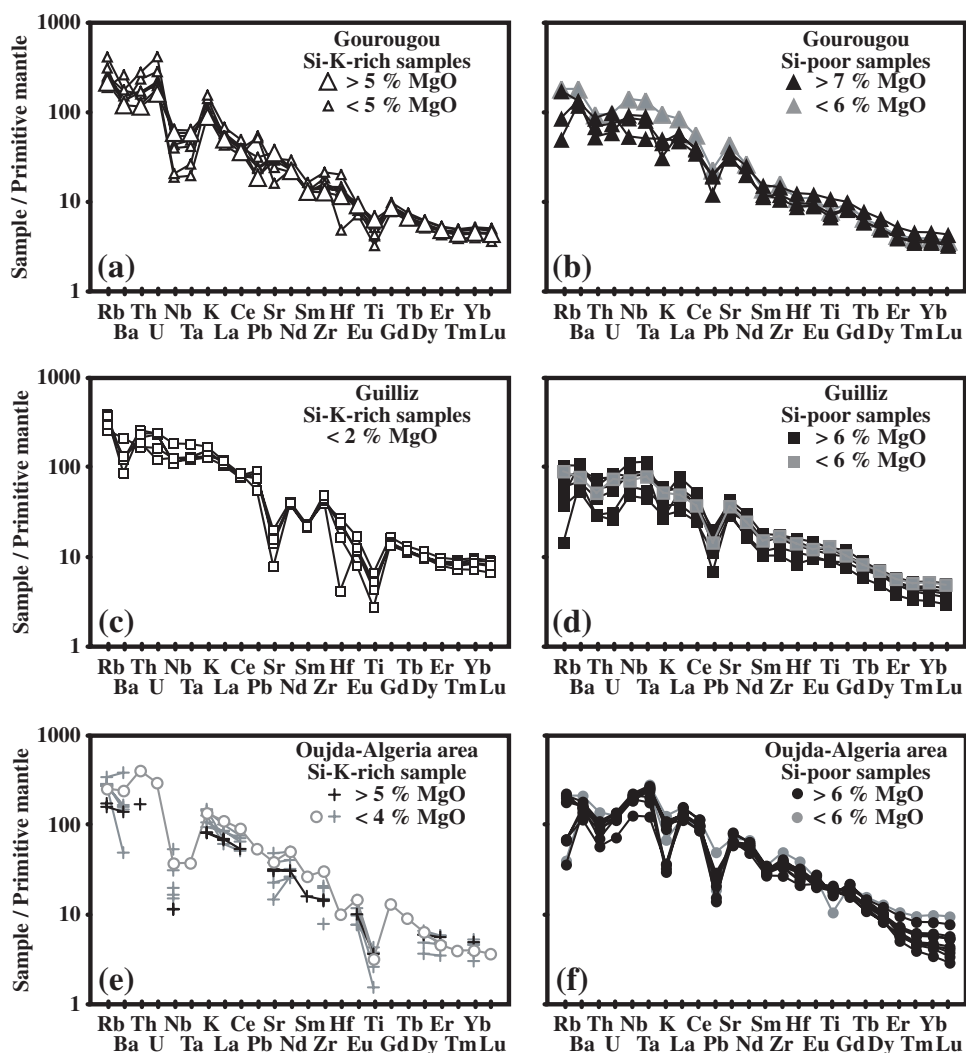 1000
100
10
1
Sample / Primitive mantle
Gourougou
Si-K-rich samples
> 5 % MgO
< 5 % MgO
(a)
Rb Th Nb K Ce Sr Sm Hf Ti Tb Er Yb
Ba U Ta La Pb Nd Zr Eu Gd Dy Tm Lu
Gourougou
Si-poor samples
> 7 % MgO
< 6 % MgO
(b)
Rb Th Nb K Ce Sr Sm Hf Ti Tb Er Yb
Ba U Ta La Pb Nd Zr Eu Gd Dy Tm Lu
1000
100
10
1
Sample / Primitive mantle
Guilliz
Si-K-rich samples
< 2 % MgO
(c)
Rb Th Nb K Ce Sr Sm Hf Ti Tb Er Yb
Ba U Ta La Pb Nd Zr Eu Gd Dy Tm Lu
Guilliz
Si-poor samples
> 6 % MgO
< 6 % MgO
(d)
Rb Th Nb K Ce Sr Sm Hf Ti Tb Er Yb
Ba U Ta La Pb Nd Zr Eu Gd Dy Tm Lu
1000
100
10
1
Sample / Primitive mantle
Oujda-Algeria area
Si-K-rich sample
> 5 % MgO
< 4 % MgO
(e)
Rb Th Nb K Ce Sr Sm Hf Ti Tb Er Yb
Ba U Ta La Pb Nd Zr Eu Gd Dy Tm Lu
Oujda-Algeria area
Si-poor samples
> 6 % MgO
< 6 % MgO
(f)
Rb Th Nb K Ce Sr Sm Hf Ti Tb Er Yb
Ba U Ta La Pb Nd Zr Eu Gd Dy Tm Lu